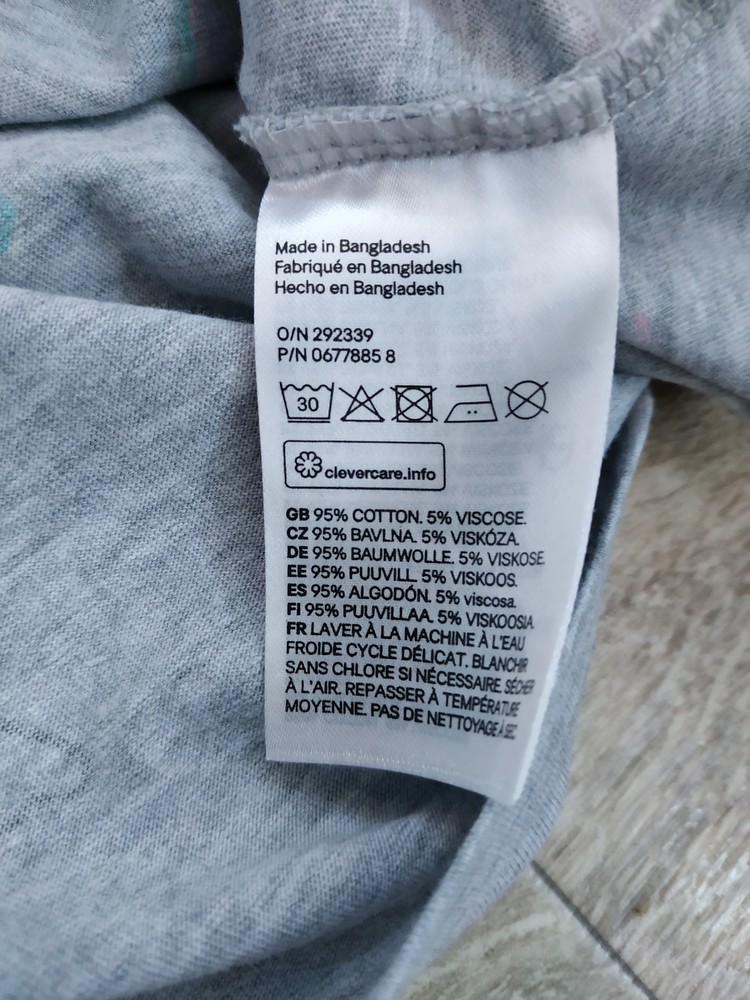 Made in Bangladesh
Fabriqué en Bangladesh
Hecho en Bangladesh
O/N 292339
P/N 0677885 8
30
clevercare.info
GB 95% COTTON. 5% VISCOSE.
CZ 95% BAVLNA. 5% VISKÓZA.
DE 95% BAUMWOLLE. 5% VISKOSE.
EE 95% PUUVILL. 5% VISKOOS.
ES 95% ALGODÓN. 5% viscosa.
FI 95% PUUVILLAA. 5% VISKOOSIA.
FR LAVER À LA MACHINE À L'EAU
FROIDE CYCLE DÉLICAT. BLANCHIR
SANS CHLORE SI NÉCESSAIRE. SÉCHER
À L'AIR. REPASSER À TEMPÉRATURE
MOYENNE. PAS DE NETTOYAGE À SEC